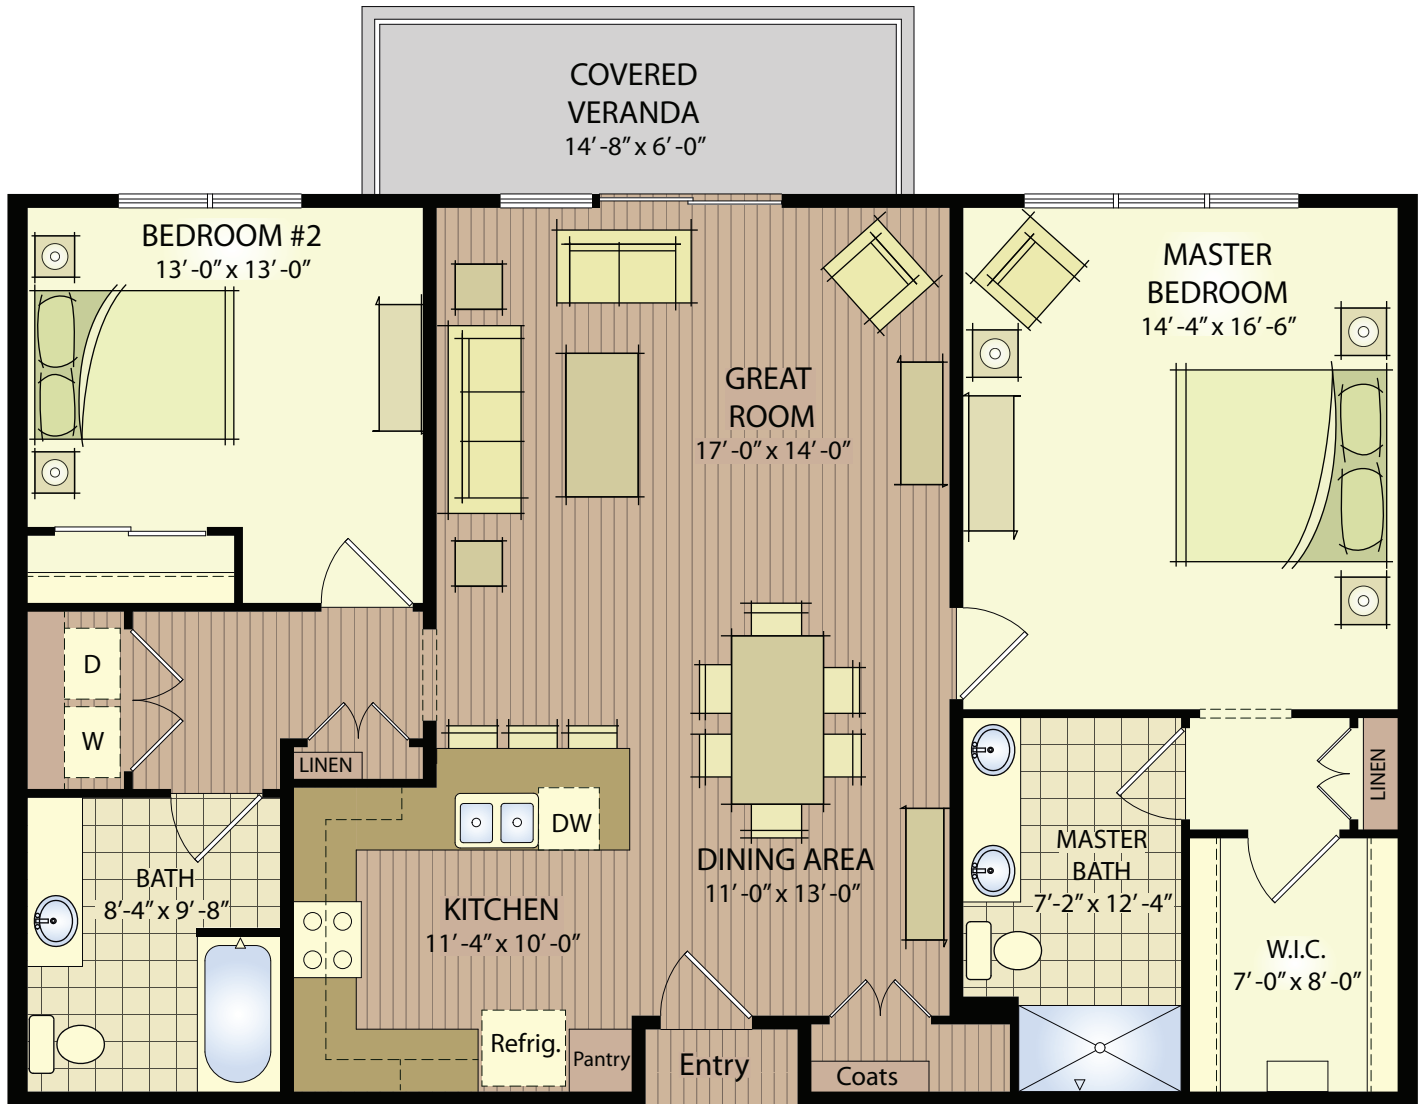 COVERED
VERANDA
14’-8” x 6’-0”
BEDROOM #2
13’-0” x 13’-0”
MASTER
BEDROOM
14’-4” x 16’-6”
GREAT
ROOM
17’-0” x 14’-0”
D
W
LINEN
DW
LINEN
MASTER
BATH
7’-2” x 12’-4”
DINING AREA
11’-0” x 13’-0”
BATH
8’-4” x 9’-8”
KITCHEN
11’-4” x 10’-0”
W.I.C.
7’-0” x 8’-0”
Refrig.
Pantry
Entry
Coats